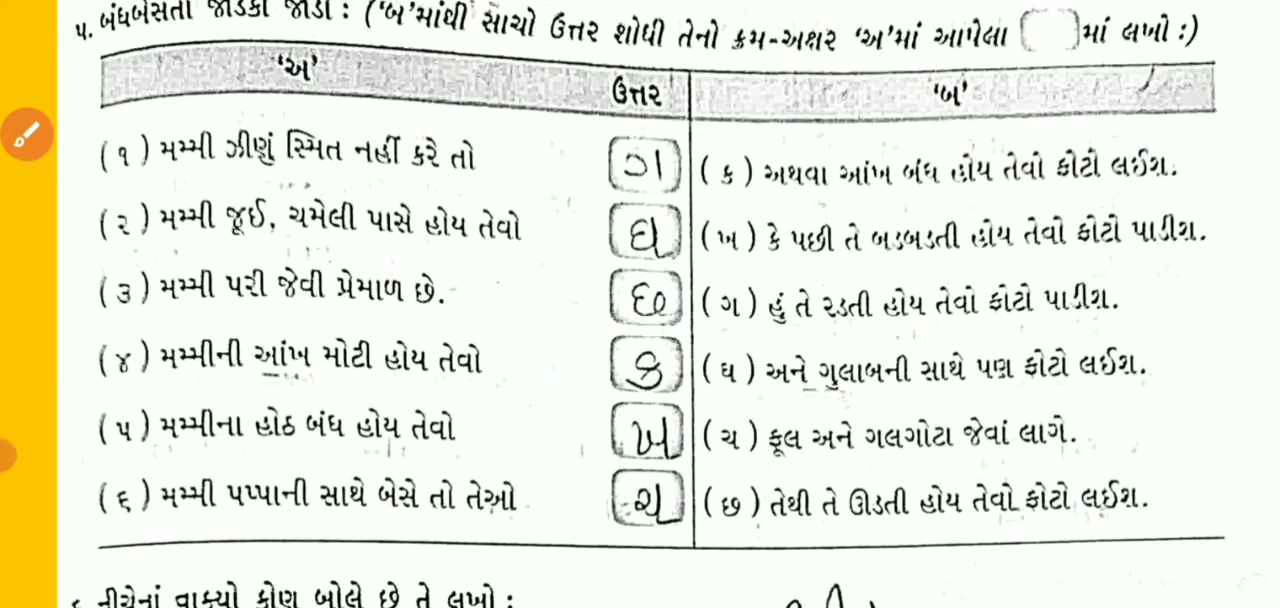 ૫. બંધબેસતાં જોડકાં જોડો : ('બ'માંથી સાચો ઉત્તર શોધી તેનો ક્રમ-અક્ષર 'અ'માં આપેલા માં લખો :)
'અ' ઉત્તર 'બ'
(૧) મમ્મી ઝીણું સ્મિત નહીં કરે તો ગ (ક) અથવા આંખ બંધ હોય તેવો ફોટો લઈશ.
(૨) મમ્મી જૂઈ, ચમેલી પાસે હોય તેવો ઘ (ખ) કે પછી તે બડબડતી હોય તેવો ફોટો પાડીશ.
(૩) મમ્મી પરી જેવી પ્રેમાળ છે. છ (ગ) હું તે રડતી હોય તેવો ફોટો પાડીશ.
(૪) મમ્મીની આંખ મોટી હોય તેવો ક (ઘ) અને ગુલાબની સાથે પણ ફોટો લઈશ.
(૫) મમ્મીના હોઠ બંધ હોય તેવો ખ (ચ) ફૂલ અને ગલગોટા જેવાં લાગે.
(૬) મમ્મી પપ્પાની સાથે બેસે તો તેઓ ચ (છ) તેથી તે ઊડતી હોય તેવો ફોટો લઈશ.
૬. નીચેનાં વાક્યો કોણ બોલે છે તે લખો :